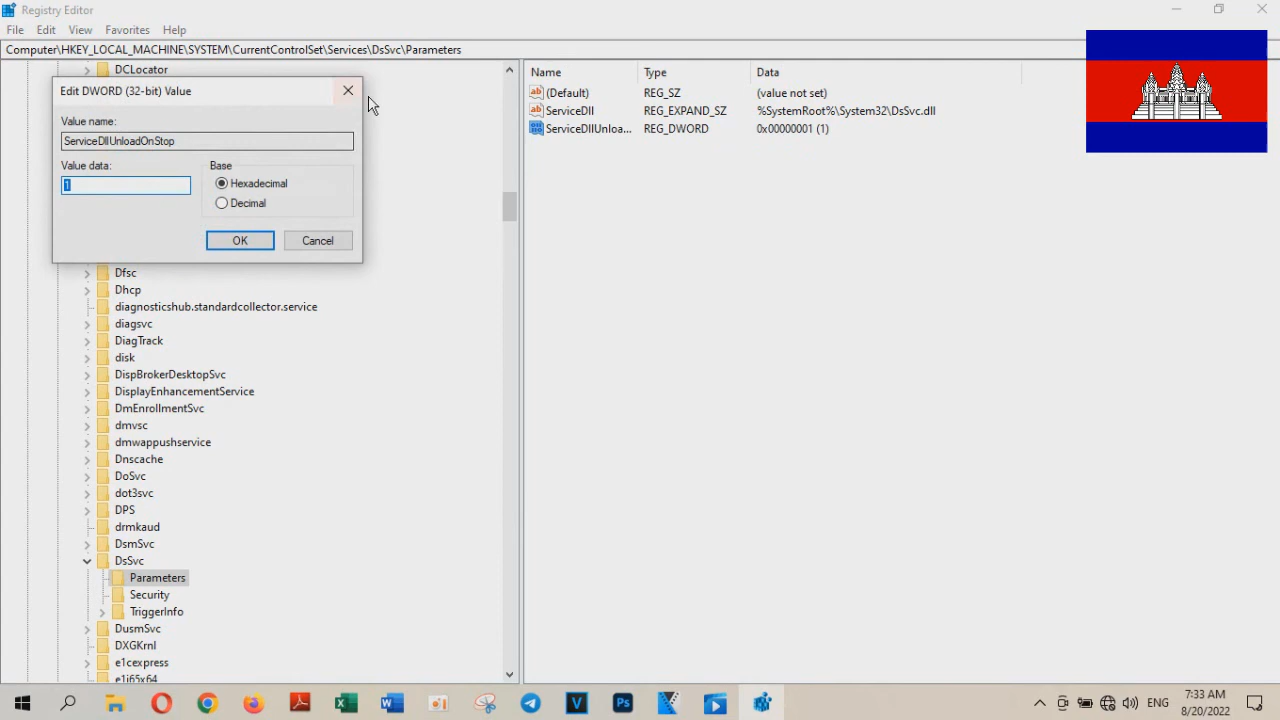 Registry Editor
File Edit View Favorites Help
Computer\HKEY_LOCAL_MACHINE\SYSTEM\CurrentControlSet\Services\DsSvc\Parameters
DCLocator
Edit DWORD (32-bit) Value
Value name:
ServiceDllUnloadOnStop
Value data:
1
Base
Hexadecimal
Decimal
OK Cancel
Dfsc
Dhcp
diagnosticshub.standardcollector.service
diagsvc
DiagTrack
disk
DispBrokerDesktopSvc
DisplayEnhancementService
DmEnrollmentSvc
dmvsc
dmwappushservice
Dnscache
DoSvc
dot3svc
DPS
drmkaud
DsmSvc
DsSvc
Parameters
Security
TriggerInfo
DusmSvc
DXGKrnl
e1cexpress
e1i65x64
Name Type Data
(Default) REG_SZ (value not set)
ServiceDll REG_EXPAND_SZ %SystemRoot%\System32\DsSvc.dll
ServiceDllUnloa... REG_DWORD 0x00000001 (1)
ENG
7:33 AM
8/20/2022